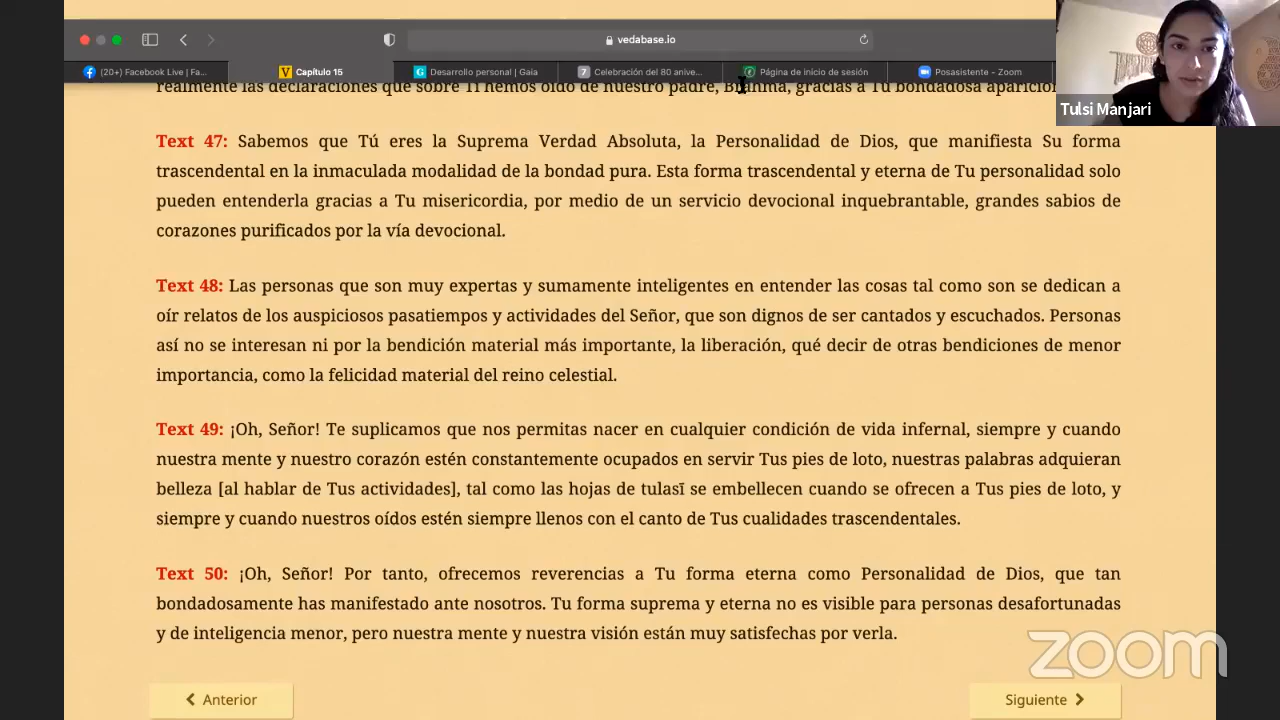 vedabase.io
(20+) Facebook Live | Fa...
Capítulo 15
Desarrollo personal | Gaia
Celebración del 80 anive...
Página de inicio de sesión
Posasistente - Zoom
Tulsi Manjari
realmente las declaraciones que sobre Ti hemos oído de nuestro padre, Brahmā, gracias a Tu bondadosa
Text 47: Sabemos que Tú eres la Suprema Verdad Absoluta, la Personalidad de Dios, que manifiesta Su forma
trascendental en la inmaculada modalidad de la bondad pura. Esta forma trascendental y eterna de Tu personalidad solo
pueden entenderla gracias a Tu misericordia, por medio de un servicio devocional inquebrantable, grandes sabios de
corazones purificados por la vía devocional.
Text 48: Las personas que son muy expertas y sumamente inteligentes en entender las cosas tal como son se dedican a
oír relatos de los auspiciosos pasatiempos y actividades del Señor, que son dignos de ser cantados y escuchados. Personas
así no se interesan ni por la bendición material más importante, la liberación, qué decir de otras bendiciones de menor
importancia, como la felicidad material del reino celestial.
Text 49: ¡Oh, Señor! Te suplicamos que nos permitas nacer en cualquier condición de vida infernal, siempre y cuando
nuestra mente y nuestro corazón estén constantemente ocupados en servir Tus pies de loto, nuestras palabras adquieran
belleza [al hablar de Tus actividades], tal como las hojas de tulasī se embellecen cuando se ofrecen a Tus pies de loto, y
siempre y cuando nuestros oídos estén siempre llenos con el canto de Tus cualidades trascendentales.
Text 50: ¡Oh, Señor! Por tanto, ofrecemos reverencias a Tu forma eterna como Personalidad de Dios, que tan
bondadosamente has manifestado ante nosotros. Tu forma suprema y eterna no es visible para personas desafortunadas
y de inteligencia menor, pero nuestra mente y nuestra visión están muy satisfechas por verla.
zoom
Anterior
Siguiente